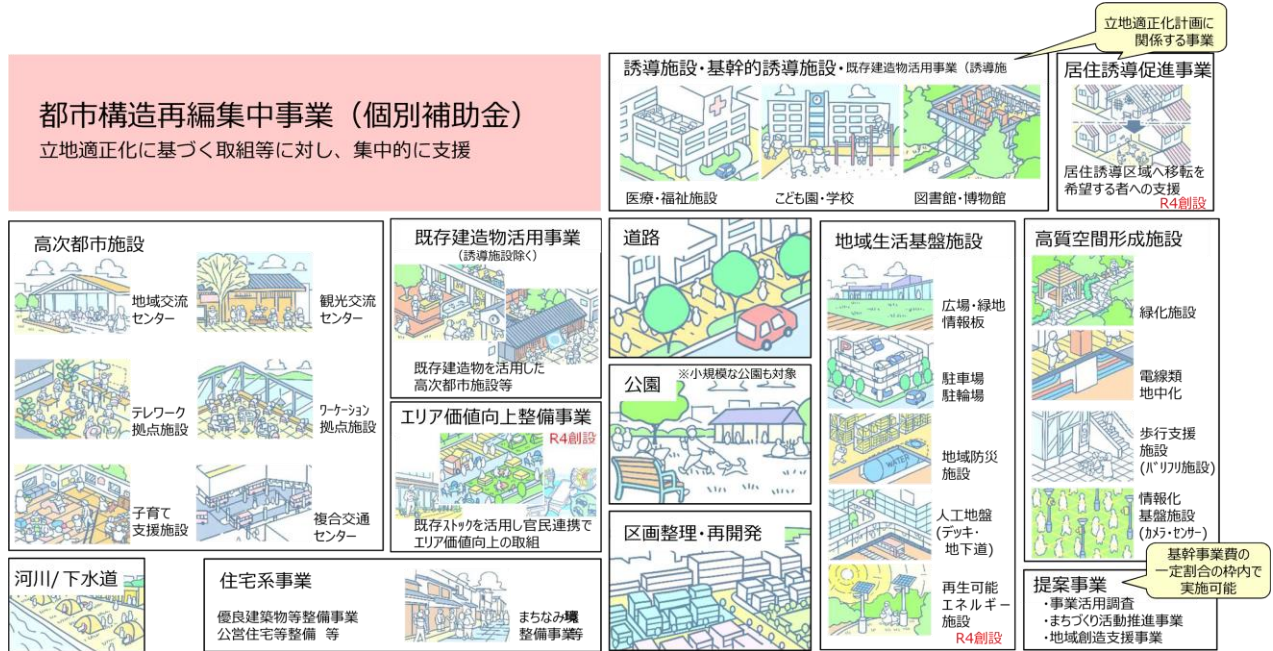 立地適正化計画に
関係する事業
都市構造再編集中事業（個別補助金）
立地適正化に基づく取組等に対し、集中的に支援
誘導施設・基幹的誘導施設・既存建造物活用事業（誘導施
医療・福祉施設
こども園・学校
図書館・博物館
居住誘導促進事業
居住誘導区域へ移転を
希望する者への支援
R4創設
高次都市施設
地域交流
センター
観光交流
センター
テレワーク
拠点施設
ワーケーション
拠点施設
子育て
支援施設
複合交通
センター
既存建造物活用事業
（誘導施設除く）
既存建造物を活用した
高次都市施設等
エリア価値向上整備事業
R4創設
既存ストックを活用し官民連携で
エリア価値向上の取組
道路
公園
※小規模な公園も対象
区画整理・再開発
地域生活基盤施設
広場・緑地
情報板
駐車場
駐輪場
WATER
地域防災
施設
人工地盤
(デッキ・
地下道)
再生可能
エネルギー
施設
R4創設
高質空間形成施設
緑化施設
電線類
地中化
歩行支援
施設
(バリフリ施設)
情報化
基盤施設
(カメラ・センサー)
基幹事業費の
一定割合の枠内で
実施可能
提案事業
・事業活用調査
・まちづくり活動推進事業
・地域創造支援事業
河川/下水道
住宅系事業
優良建築物等整備事業
公営住宅等整備 等
まちなみ環境
整備事業等